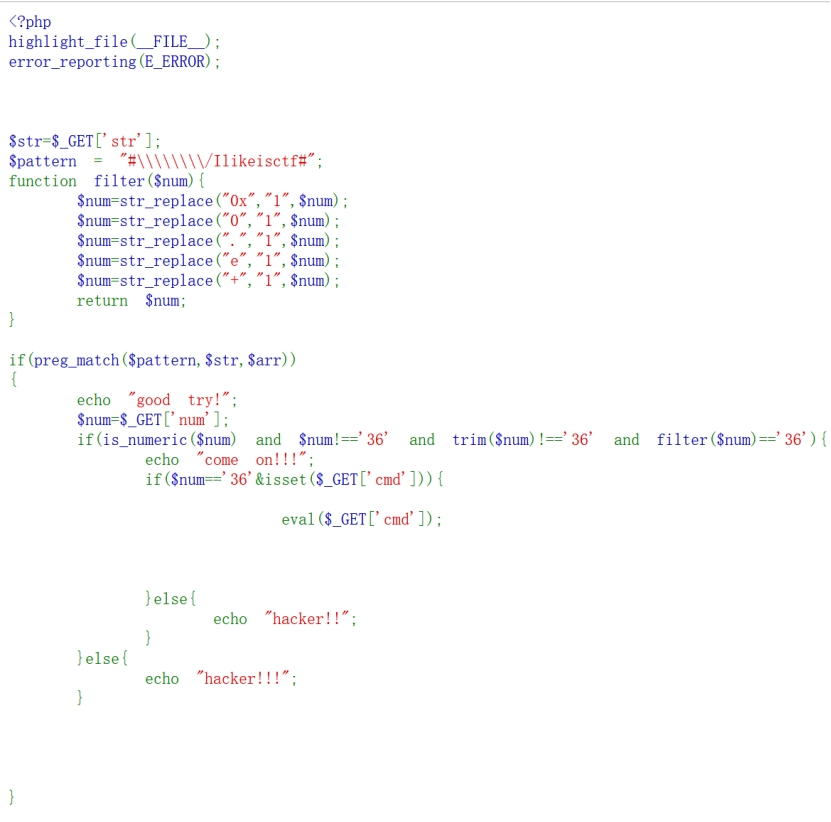 <?php
highlight_file(__FILE__);
error_reporting(E_ERROR);
$str=$_GET['str'];
$pattern = "#\\\\\\\\/Ilikeisctf#";
function filter($num){
$num=str_replace("0x","1",$num);
$num=str_replace("0","1",$num);
$num=str_replace(".","1",$num);
$num=str_replace("e","1",$num);
$num=str_replace("+","1",$num);
return $num;
}
if(preg_match($pattern,$str,$arr))
{
echo "good try!";
$num=$_GET['num'];
if(is_numeric($num) and $num!=='36' and trim($num)!=='36' and filter($num)=='36'){
echo "come on!!!";
if($num=='36'&isset($_GET['cmd'])){
eval($_GET['cmd']);
}else{
echo "hacker!!";
}
}else{
echo "hacker!!!";
}
}